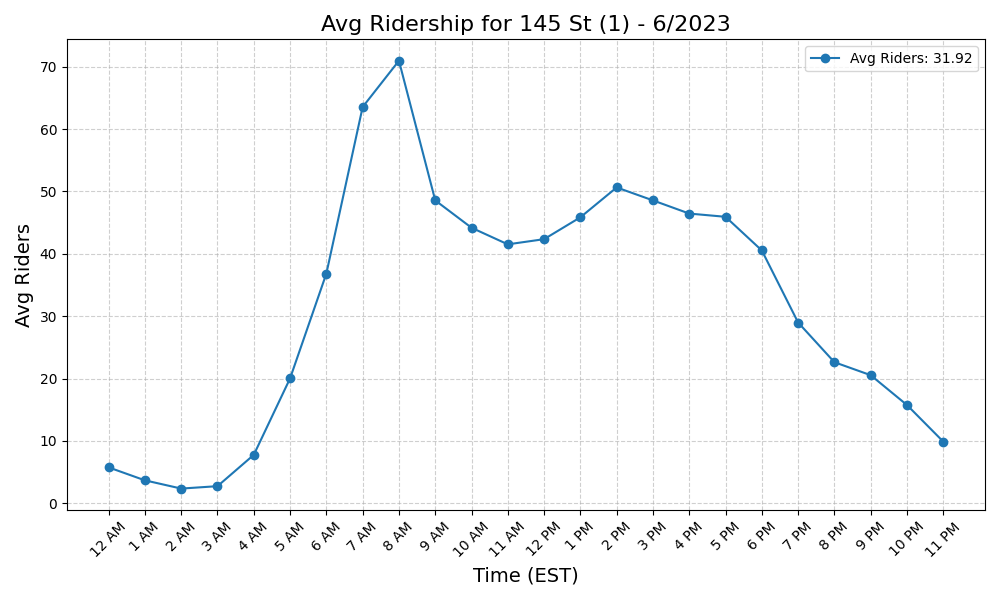 Avg Ridership for 145 St (1) - 6/2023
Avg Riders: 31.92
Avg Riders
70
60
50
40
30
20
10
0
12 AM
1 AM
2 AM
3 AM
4 AM
5 AM
6 AM
7 AM
8 AM
9 AM
10 AM
11 AM
12 PM
1 PM
2 PM
3 PM
4 PM
5 PM
6 PM
7 PM
8 PM
9 PM
10 PM
11 PM
Time (EST)